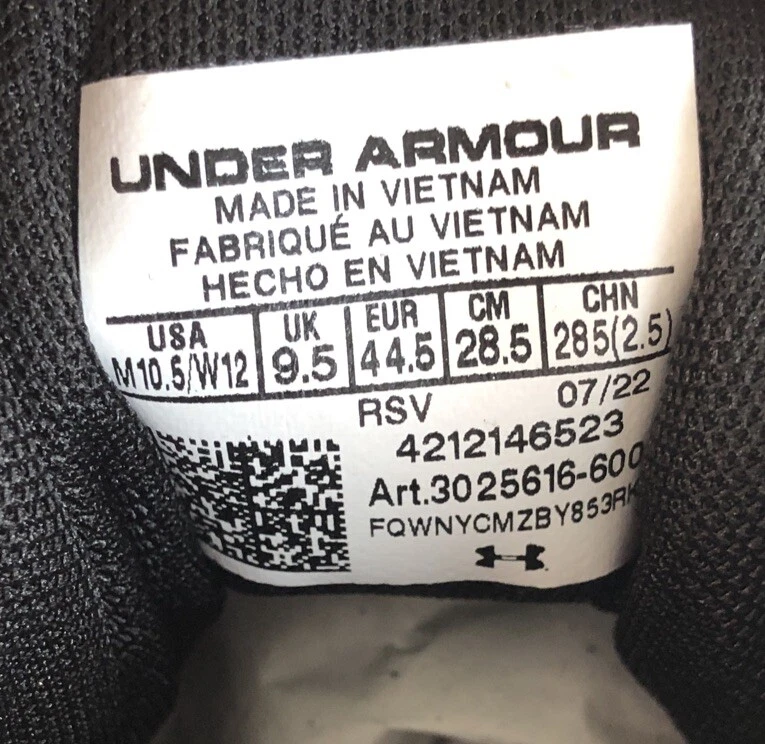 UNDER ARMOUR
MADE IN VIETNAM
FABRIQUÉ AU VIETNAM
HECHO EN VIETNAM
USA UK EUR CM CHN
M10.5/W12 9.5 44.5 28.5 285(2.5)
RSV 07/22
4212146523
Art.3025616-600